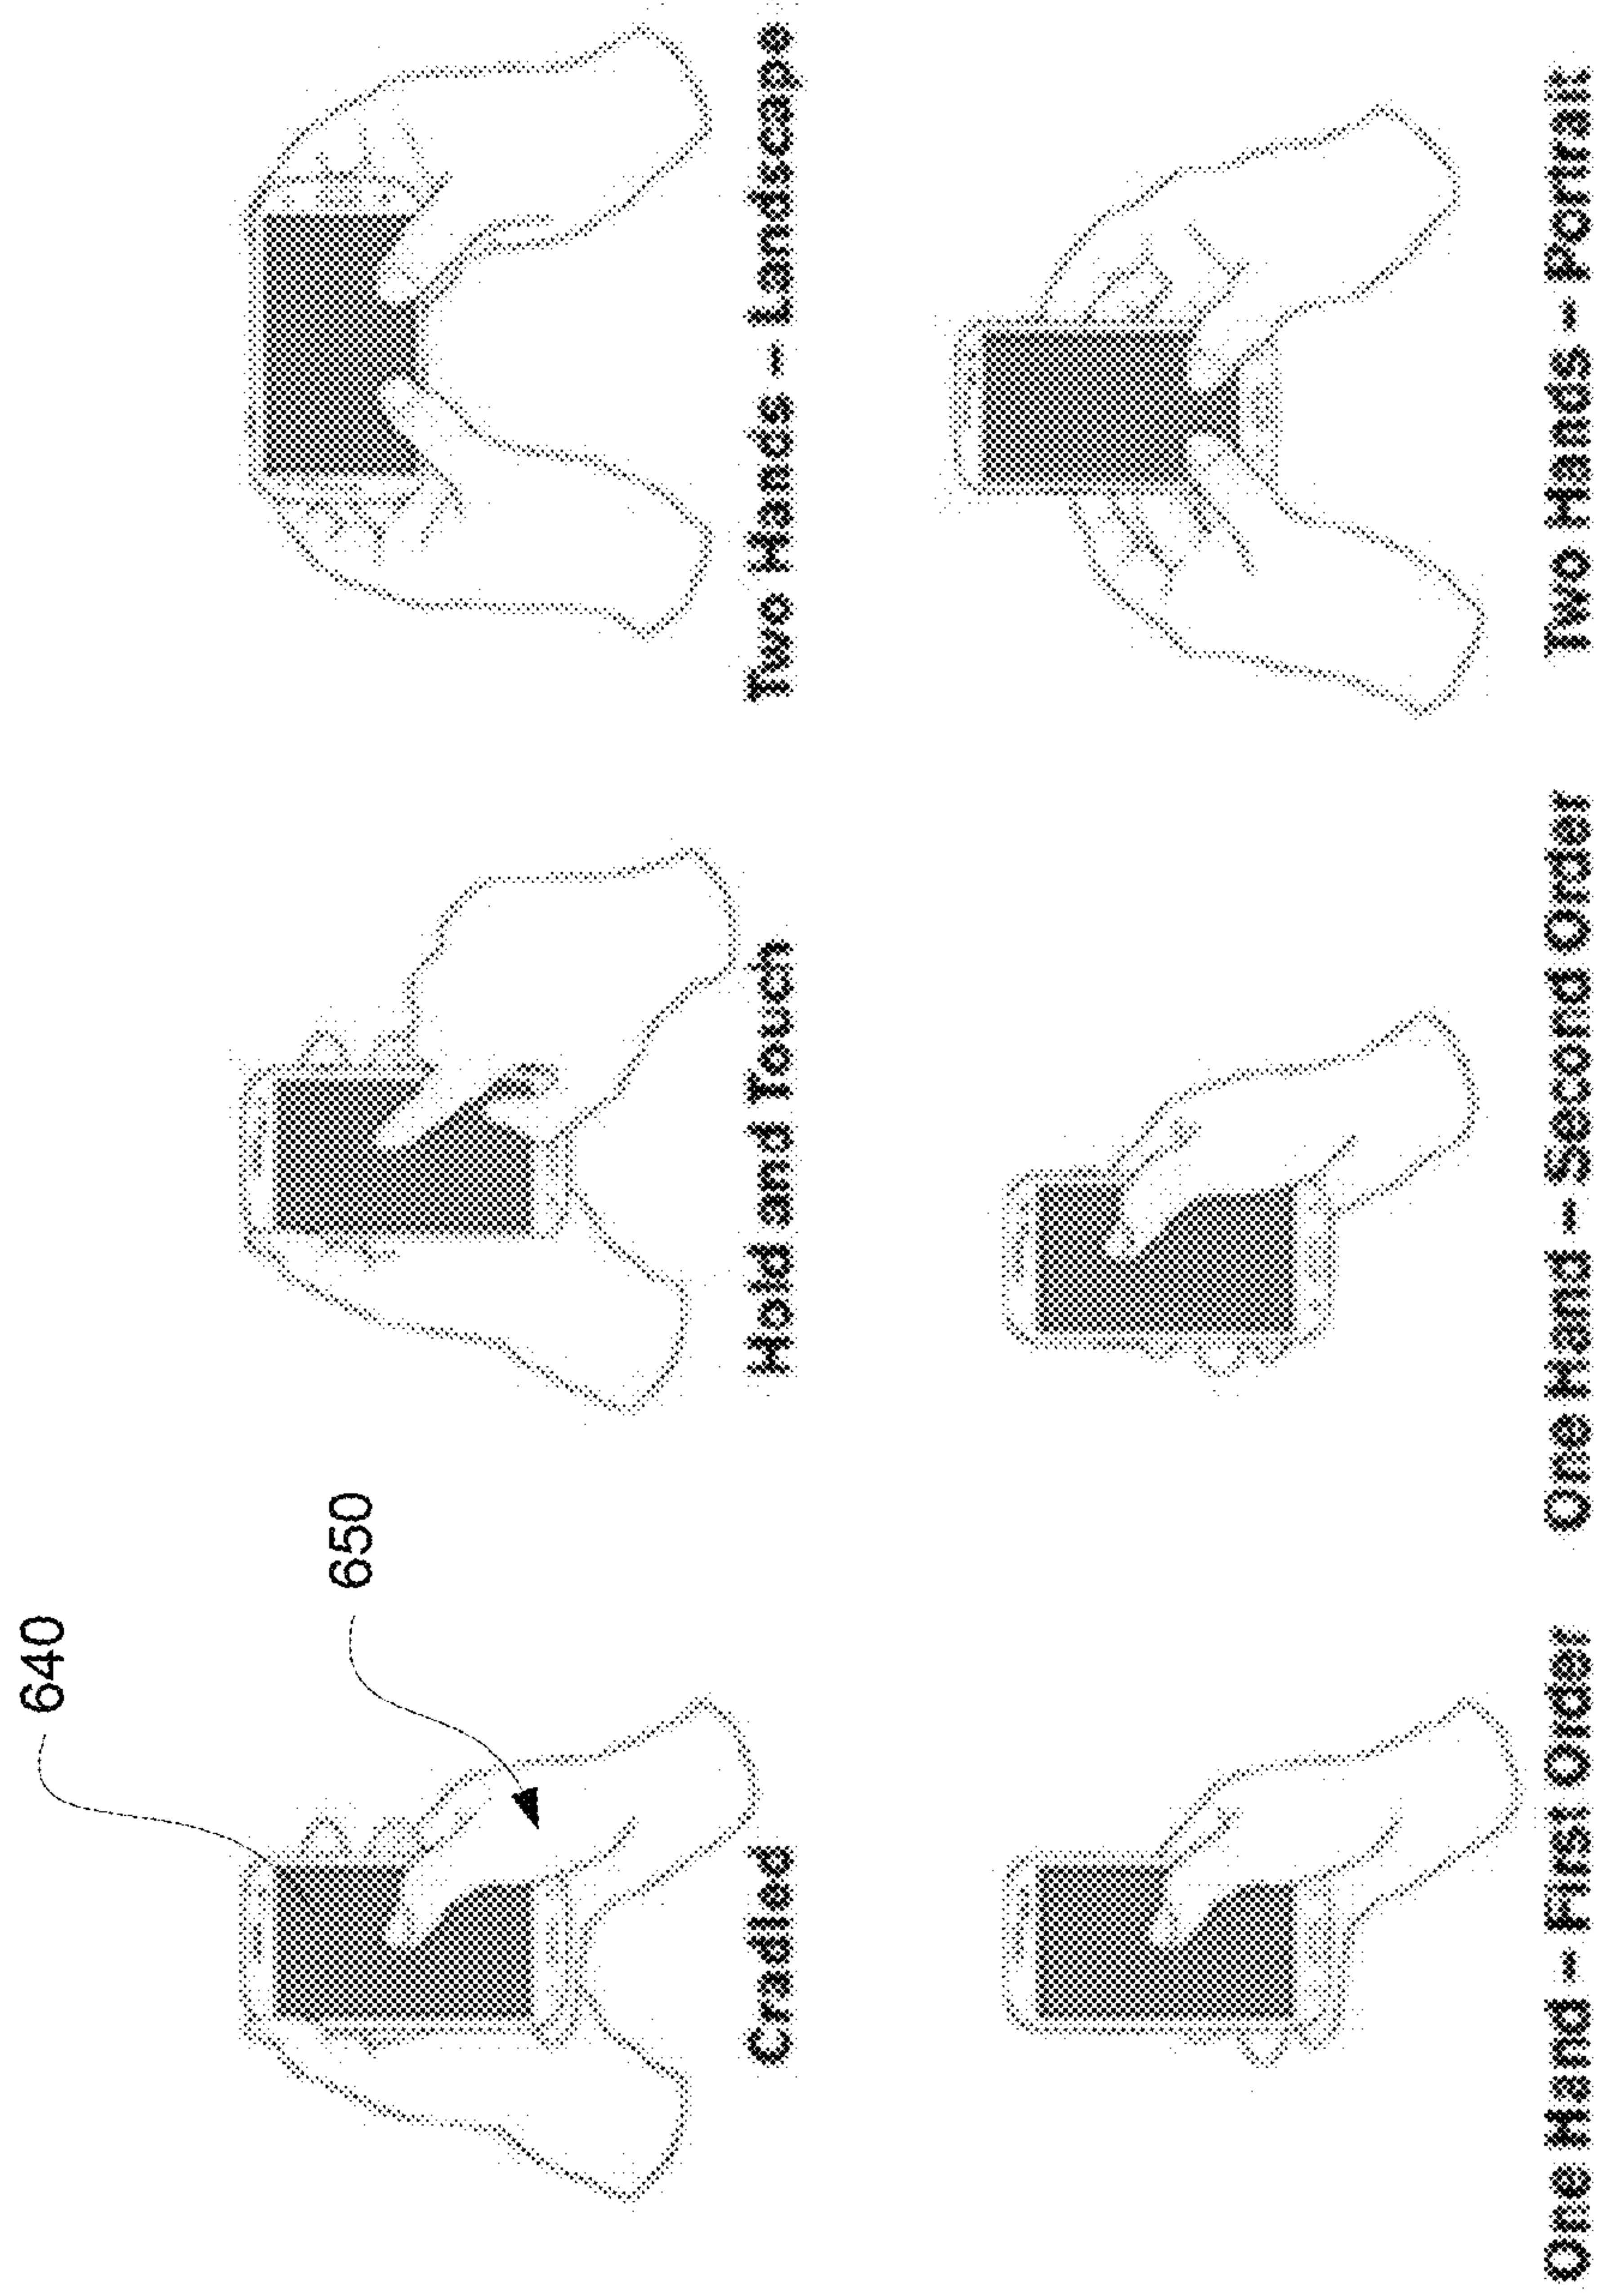 640
650
Cradled
Hold and Touch
Two Hands - Landscape
One Hand - First Order
One Hand - Second Order
Two Hands - Portrait